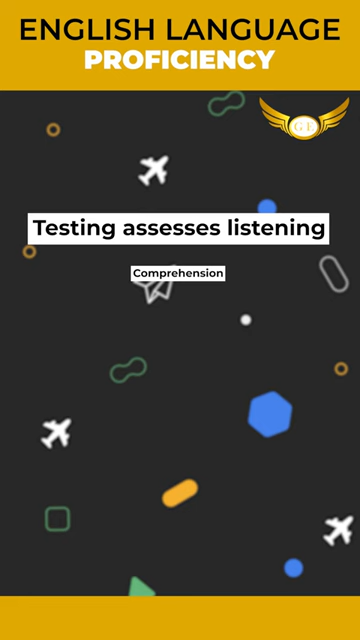 ENGLISH LANGUAGE
PROFICIENCY
G.T.
Testing assesses listening
Comprehension